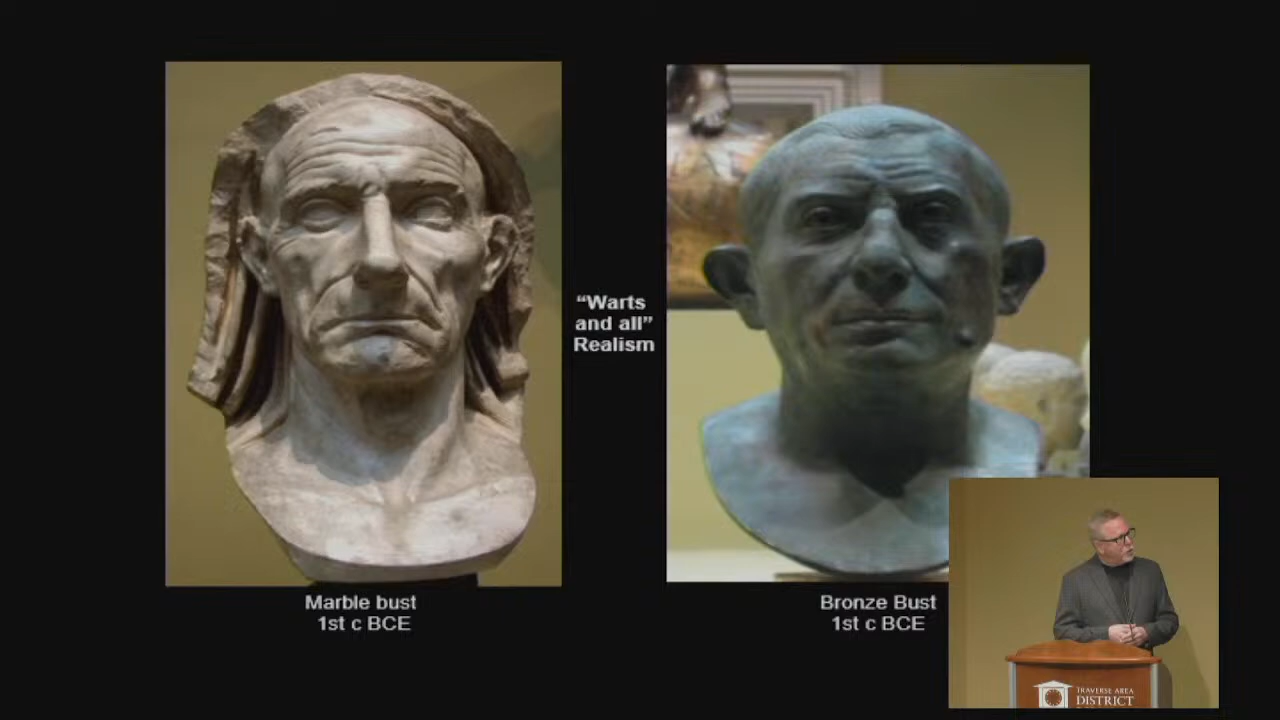 “Warts
and all”
Realism
Marble bust
1st c BCE
Bronze Bust
1st c BCE
TRAVERSE AREA
DISTRICT